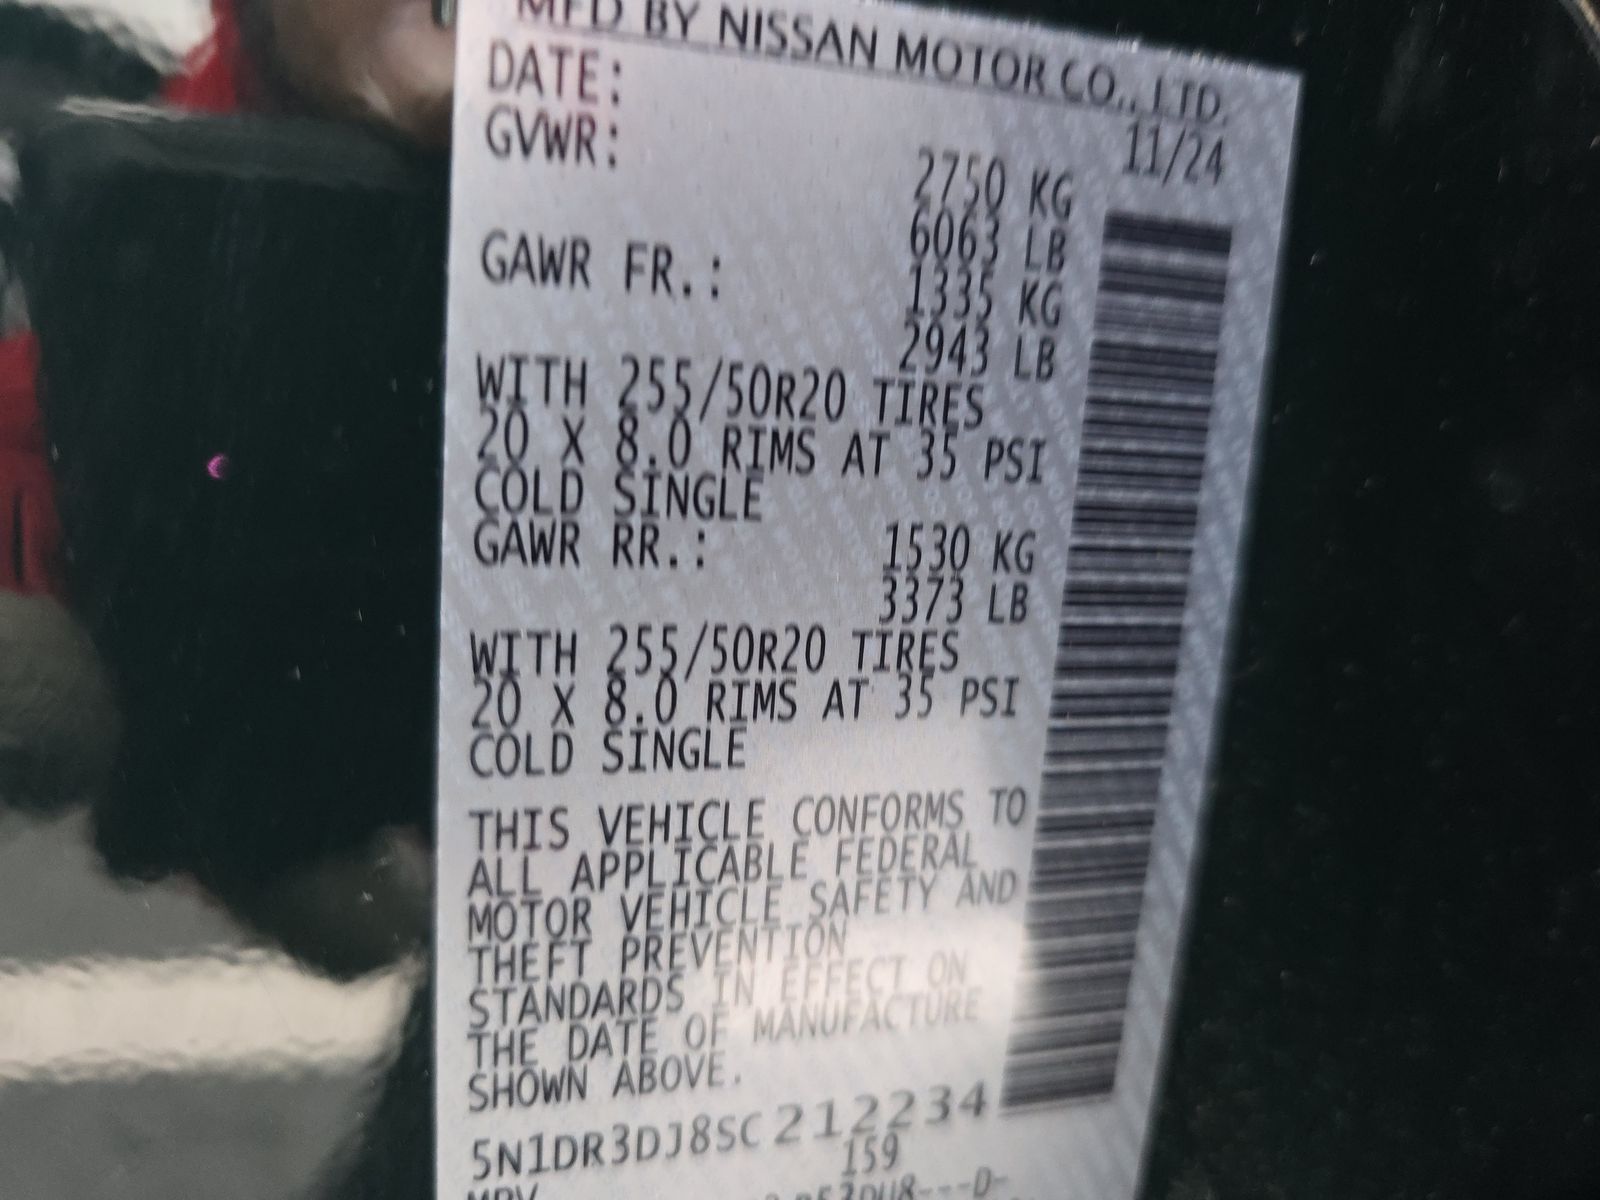 MFD BY NISSAN MOTOR CO., LTD.
DATE: 11/24
GVWR: 2750 KG
6063 LB
GAWR FR.: 1335 KG
2943 LB
WITH 255/50R20 TIRES
20 X 8.0 RIMS AT 35 PSI
COLD SINGLE
GAWR RR.: 1530 KG
3373 LB
WITH 255/50R20 TIRES
20 X 8.0 RIMS AT 35 PSI
COLD SINGLE
THIS VEHICLE CONFORMS TO
ALL APPLICABLE FEDERAL
MOTOR VEHICLE SAFETY AND
THEFT PREVENTION
STANDARDS IN EFFECT ON
THE DATE OF MANUFACTURE
SHOWN ABOVE.
5N1DR3DJ8SC212234
159
MPV